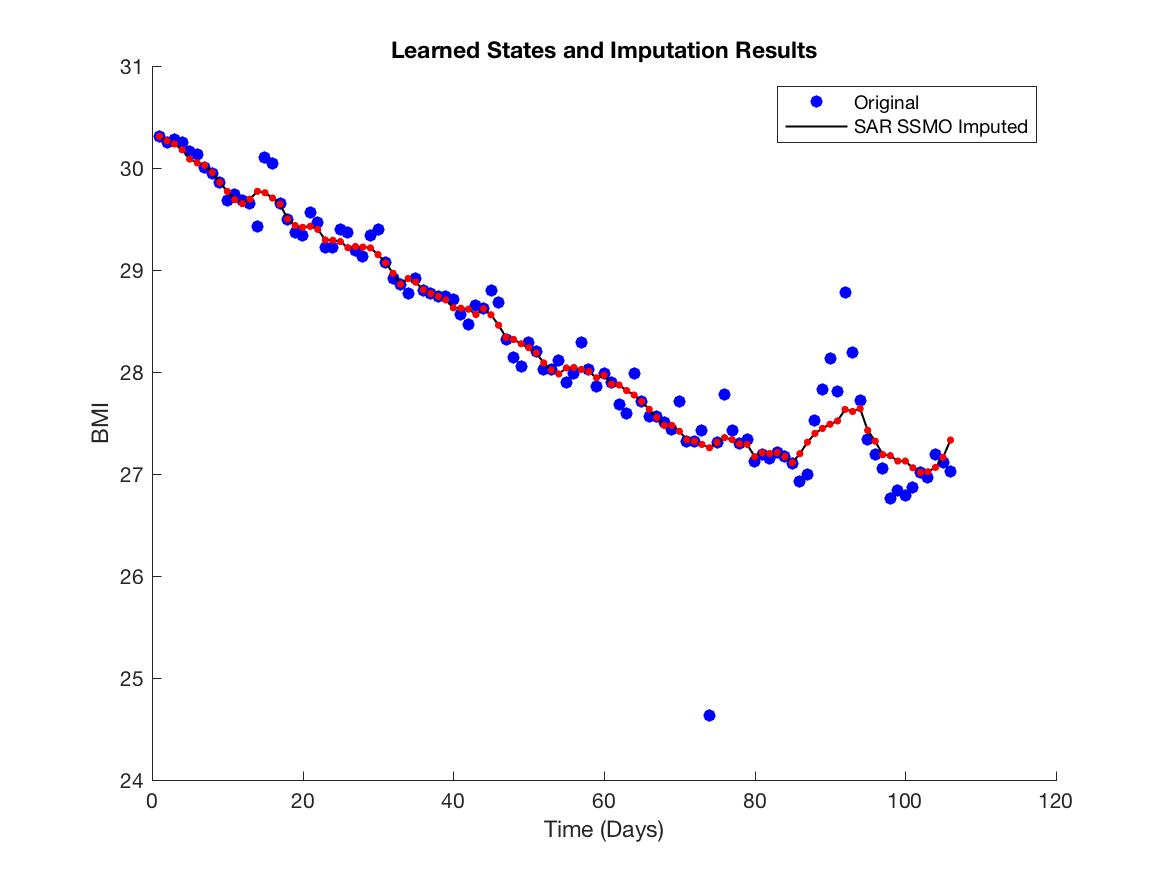 Learned States and Imputation Results
Original
SAR SSMO Imputed
31
30
29
28
27
26
25
24
BMI
0 20 40 60 80 100 120
Time (Days)